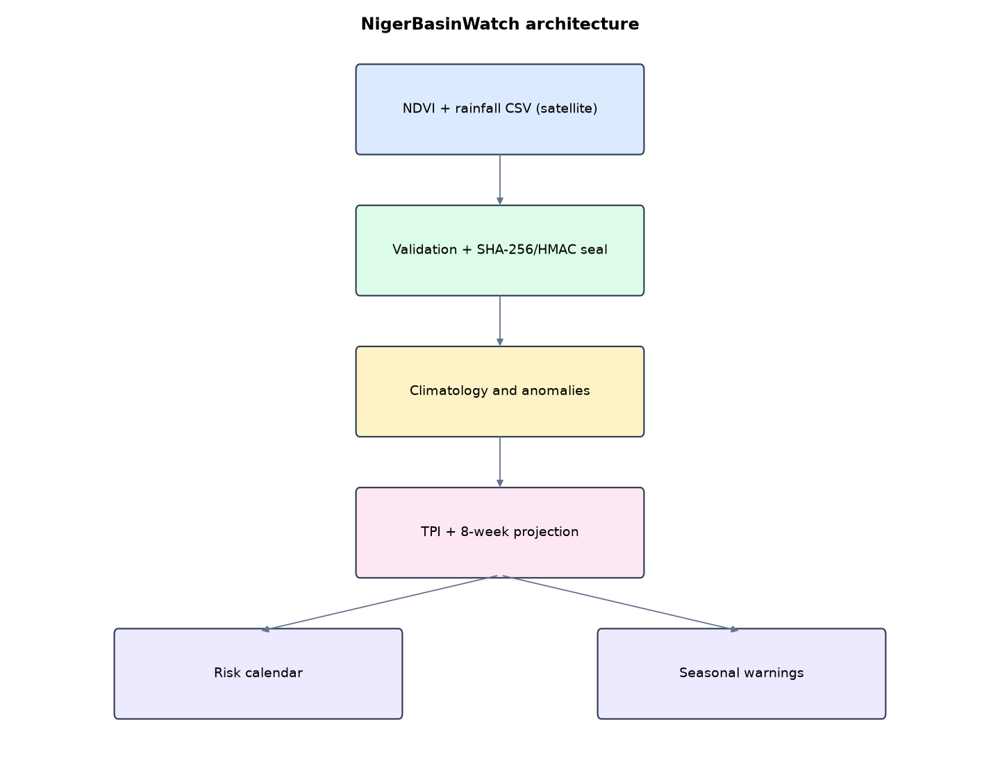 NigerBasinWatch architecture
NDVI + rainfall CSV (satellite)
Validation + SHA-256/HMAC seal
Climatology and anomalies
TPI + 8-week projection
Risk calendar
Seasonal warnings